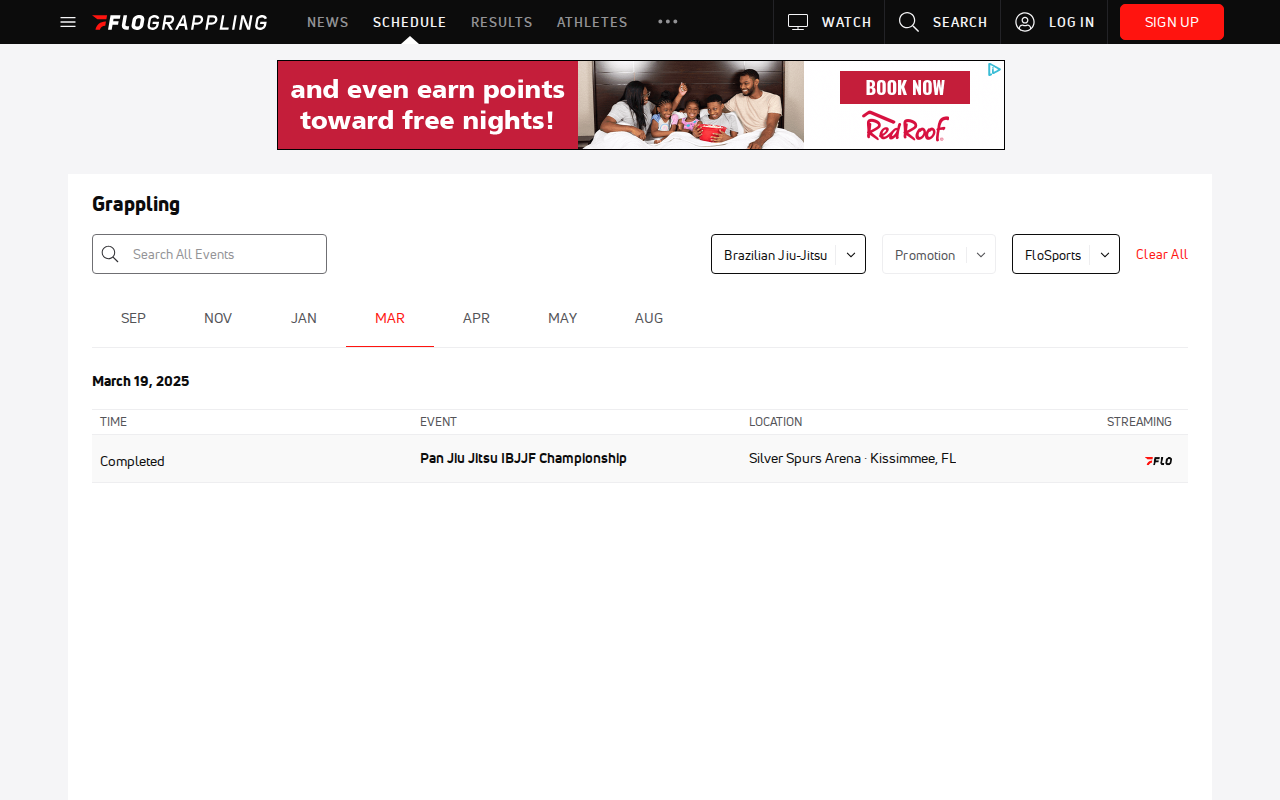 FLOGRAPPLING
NEWS
SCHEDULE
RESULTS
ATHLETES
WATCH
SEARCH
LOG IN
SIGN UP
and even earn points
toward free nights!
BOOK NOW
Red Roof
Grappling
Search All Events
Brazilian Jiu-Jitsu
Promotion
FloSports
Clear All
SEP
NOV
JAN
MAR
APR
MAY
AUG
March 19, 2025
TIME
EVENT
LOCATION
STREAMING
Completed
Pan Jiu Jitsu IBJJF Championship
Silver Spurs Arena · Kissimmee, FL
FLO